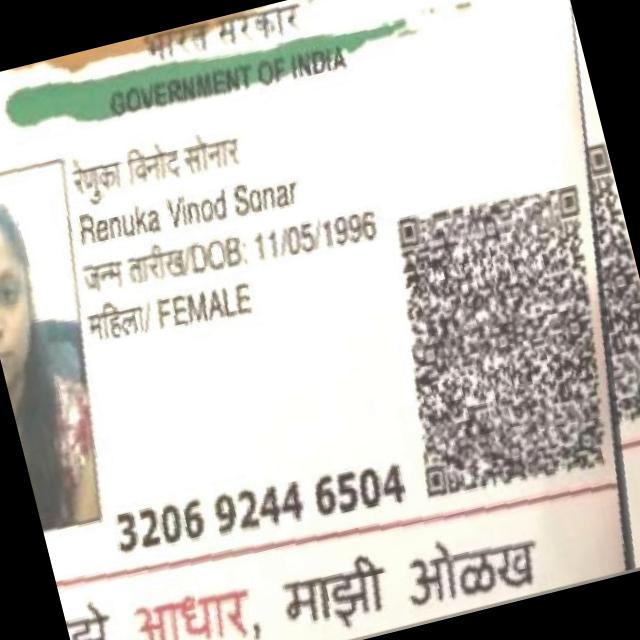 भारत सरकार
GOVERNMENT OF INDIA
रेणुका विनोद सोनार
Renuka Vinod Sonar
जन्म तारीख/DOB: 11/05/1996
महिला/ FEMALE
3206 9244 6504
आधार, माझी ओळख